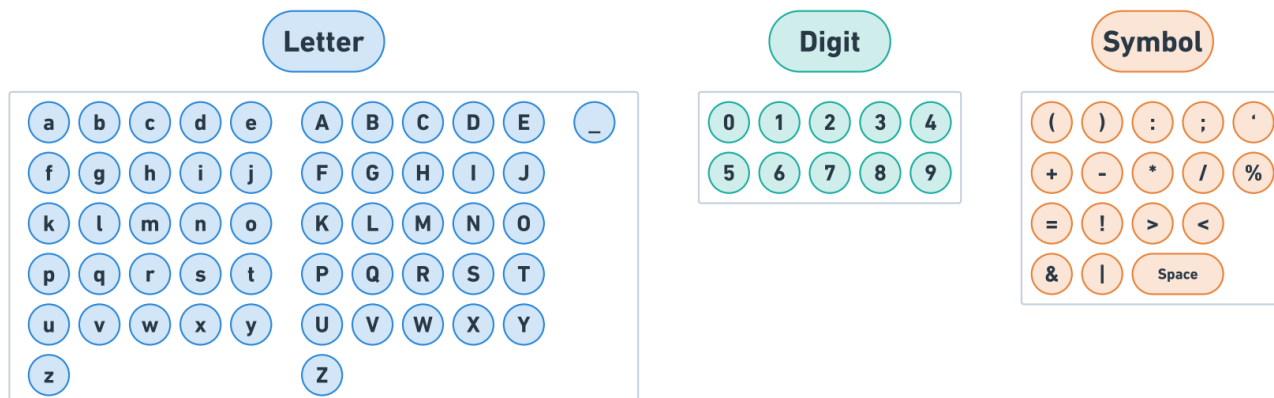 Letter Digit Symbol
a b c d e A B C D E _ 0 1 2 3 4 ( ) : ; ‘
f g h i j F G H I J 5 6 7 8 9 + - * / %
k l m n o K L M N O = ! > <
p q r s t P Q R S T & | Space
u v w x y U V W X Y
z Z